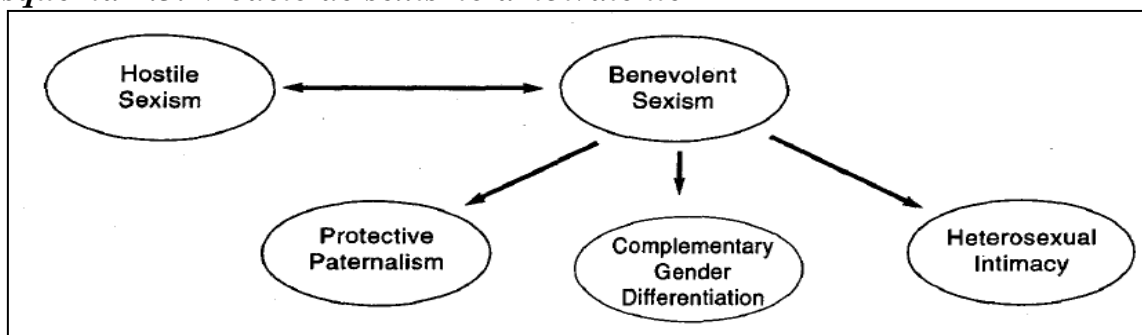 Hostile
Sexism
Benevolent
Sexism
Protective
Paternalism
Complementary
Gender
Differentiation
Heterosexual
Intimacy